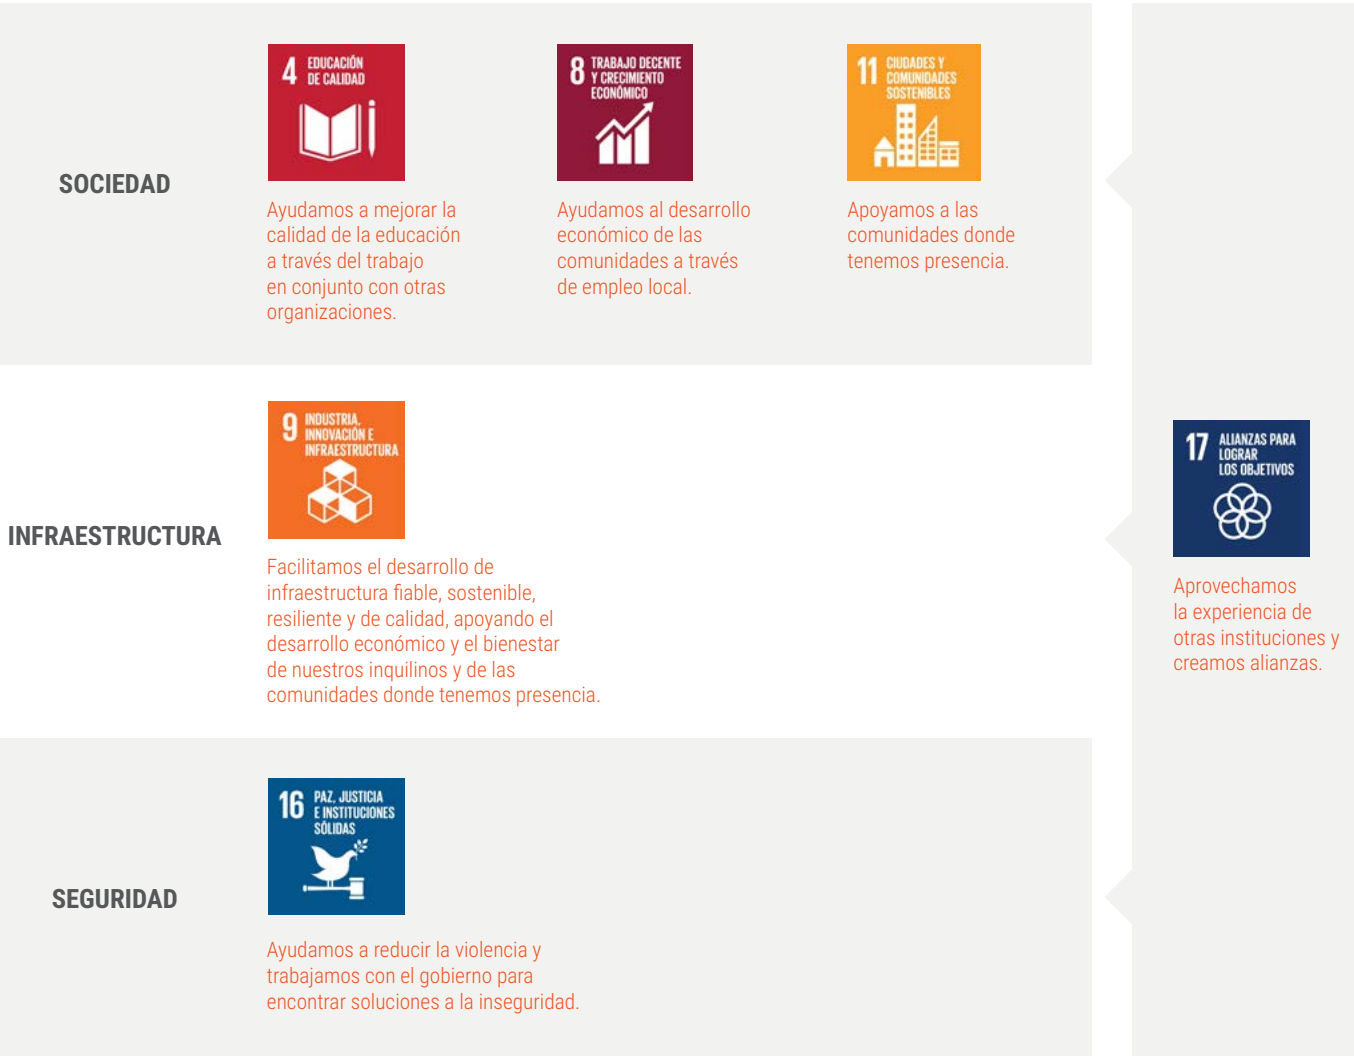 SOCIEDAD
4 EDUCACIÓN
DE CALIDAD
Ayudamos a mejorar la
calidad de la educación
a través del trabajo
en conjunto con otras
organizaciones.
8 TRABAJO DECENTE
Y CRECIMIENTO
ECONÓMICO
Ayudamos al desarrollo
económico de las
comunidades a través
de empleo local.
11 CIUDADES Y
COMUNIDADES
SOSTENIBLES
Apoyamos a las
comunidades donde
tenemos presencia.
INFRAESTRUCTURA
9 INDUSTRIA,
INNOVACIÓN E
INFRAESTRUCTURA
Facilitamos el desarrollo de
infraestructura fiable, sostenible,
resiliente y de calidad, apoyando el
desarrollo económico y el bienestar
de nuestros inquilinos y de las
comunidades donde tenemos presencia.
SEGURIDAD
16 PAZ, JUSTICIA
E INSTITUCIONES
SÓLIDAS
Ayudamos a reducir la violencia y
trabajamos con el gobierno para
encontrar soluciones a la inseguridad.
17 ALIANZAS PARA
LOGRAR
LOS OBJETIVOS
Aprovechamos
la experiencia de
otras instituciones y
creamos alianzas.